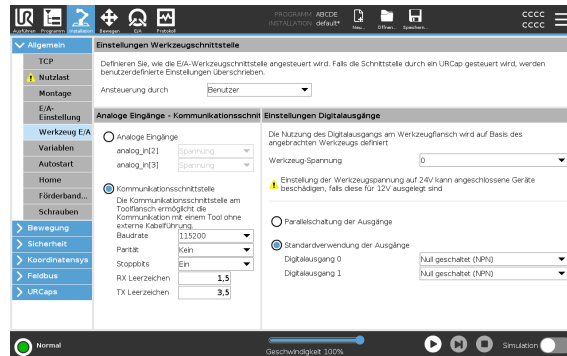 Ausführen Programm Installation Bewegen E/A Protokoll
PROGRAMM ABCDE
INSTALLATION default*
Neu... Öffnen... Speichern...
CCCC
CCCC
Allgemein
TCP
Nutzlast
Montage
E/A-
Einstellung
Werkzeug E/A
Variablen
Autostart
Home
Förderband...
Schrauben
Bewegung
Sicherheit
Koordinatensys
Feldbus
URCaps
Einstellungen Werkzeugschnittstelle
Definieren Sie, wie die E/A-Werkzeugschnittstelle angesteuert wird. Falls die Schnittstelle durch ein URCap gesteuert wird, werden
benutzerdefinierte Einstellungen überschrieben.
Ansteuerung durch Benutzer
Analoge Eingänge - Kommunikationsschnit
Analoge Eingänge
analog_in[2] Spannung
analog_in[3] Spannung
Kommunikationsschnittstelle
Die Kommunikationsschnittstelle am
Toolflansch ermöglicht die
Kommunikation mit einem Tool ohne
externe Kabelführung.
Baudrate 115200
Parität Kein
Stoppbits Ein
RX Leerzeichen 1,5
TX Leerzeichen 3,5
Einstellungen Digitalausgänge
Die Nutzung des Digitalausgangs am Werkzeugflansch wird auf Basis des
angebrachten Werkzeugs definiert
Werkzeug-Spannung 0
Einstellung der Werkzeugspannung auf 24V kann angeschlossene Geräte
beschädigen, falls diese für 12V ausgelegt sind
Parallelschaltung der Ausgänge
Standardverwendung der Ausgänge
Digitalausgang 0 Null geschaltet (NPN)
Digitalausgang 1 Null geschaltet (NPN)
Normal
Geschwindigkeit 100%
Simulation